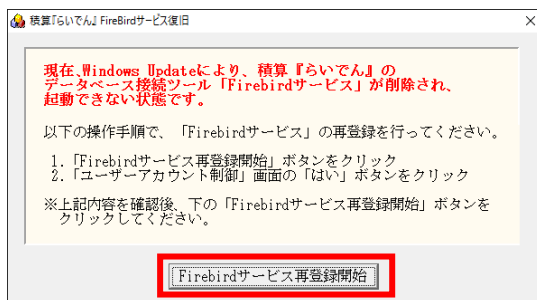 積算『らいでん』 FireBirdサービス復旧
現在、Windows Updateにより、積算『らいでん』の
データベース接続ツール「Firebirdサービス」が削除され、
起動できない状態です。
以下の操作手順で、「Firebirdサービス」の再登録を行ってください。
1.「Firebirdサービス再登録開始」ボタンをクリック
2.「ユーザーアカウント制御」画面の「はい」ボタンをクリック
※上記内容を確認後、下の「Firebirdサービス再登録開始」ボタンを
クリックしてください。
Firebirdサービス再登録開始